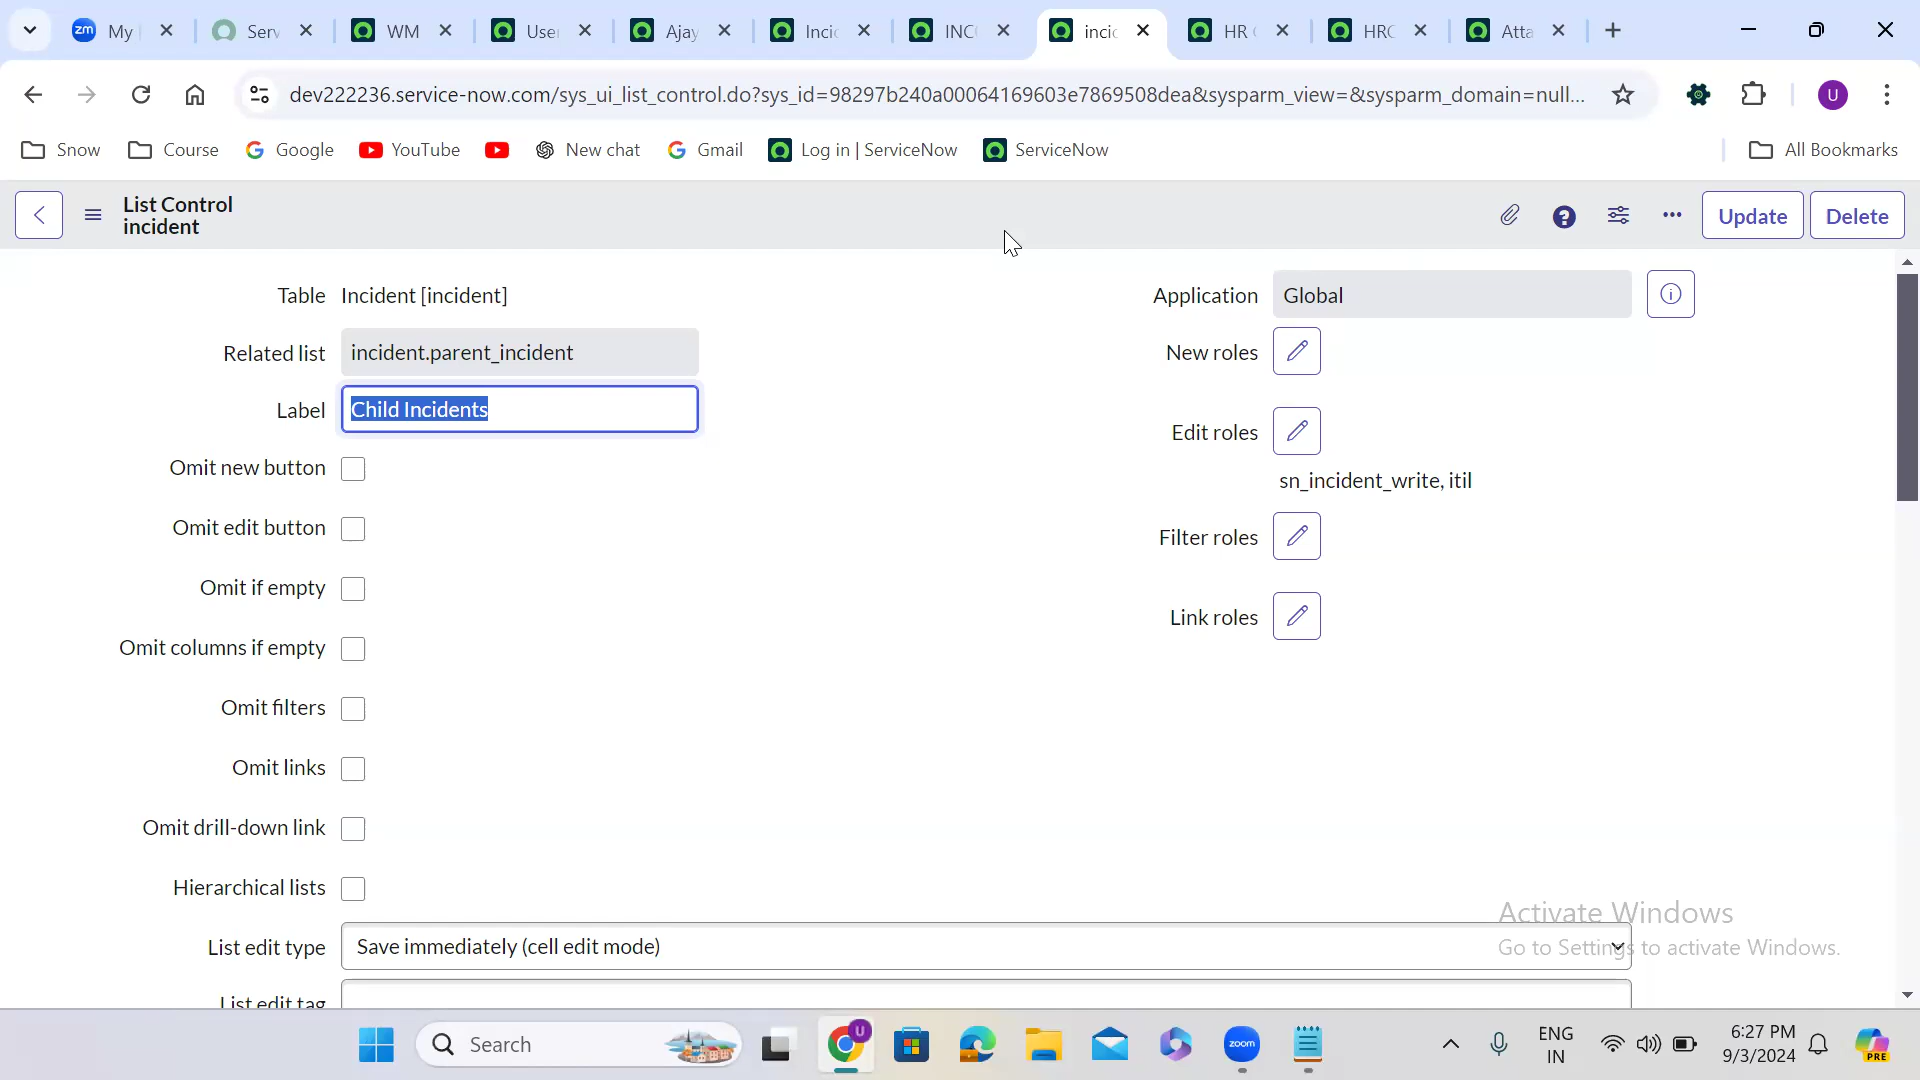 zm My
Serv
WM
User
Ajay
Incic
INC
incic
HR
HRC
Atta
dev222236.service-now.com/sys_ui_list_control.do?sys_id=98297b240a00064169603e7869508dea&sysparm_view=&sysparm_domain=null...
U
Snow
Course
Google
YouTube
New chat
Gmail
Log in | ServiceNow
ServiceNow
All Bookmarks
List Control
incident
Update
Delete
Table Incident [incident]
Application Global
Related list incident.parent_incident
New roles
Label Child Incidents
Edit roles
sn_incident_write, itil
Omit new button
Omit edit button
Filter roles
Omit if empty
Link roles
Omit columns if empty
Omit filters
Omit links
Omit drill-down link
Hierarchical lists
List edit type Save immediately (cell edit mode)
List edit tag
Activate Windows
Go to Settings to activate Windows.
Search
U
zoom
ENG
IN
6:27 PM
9/3/2024
PRE